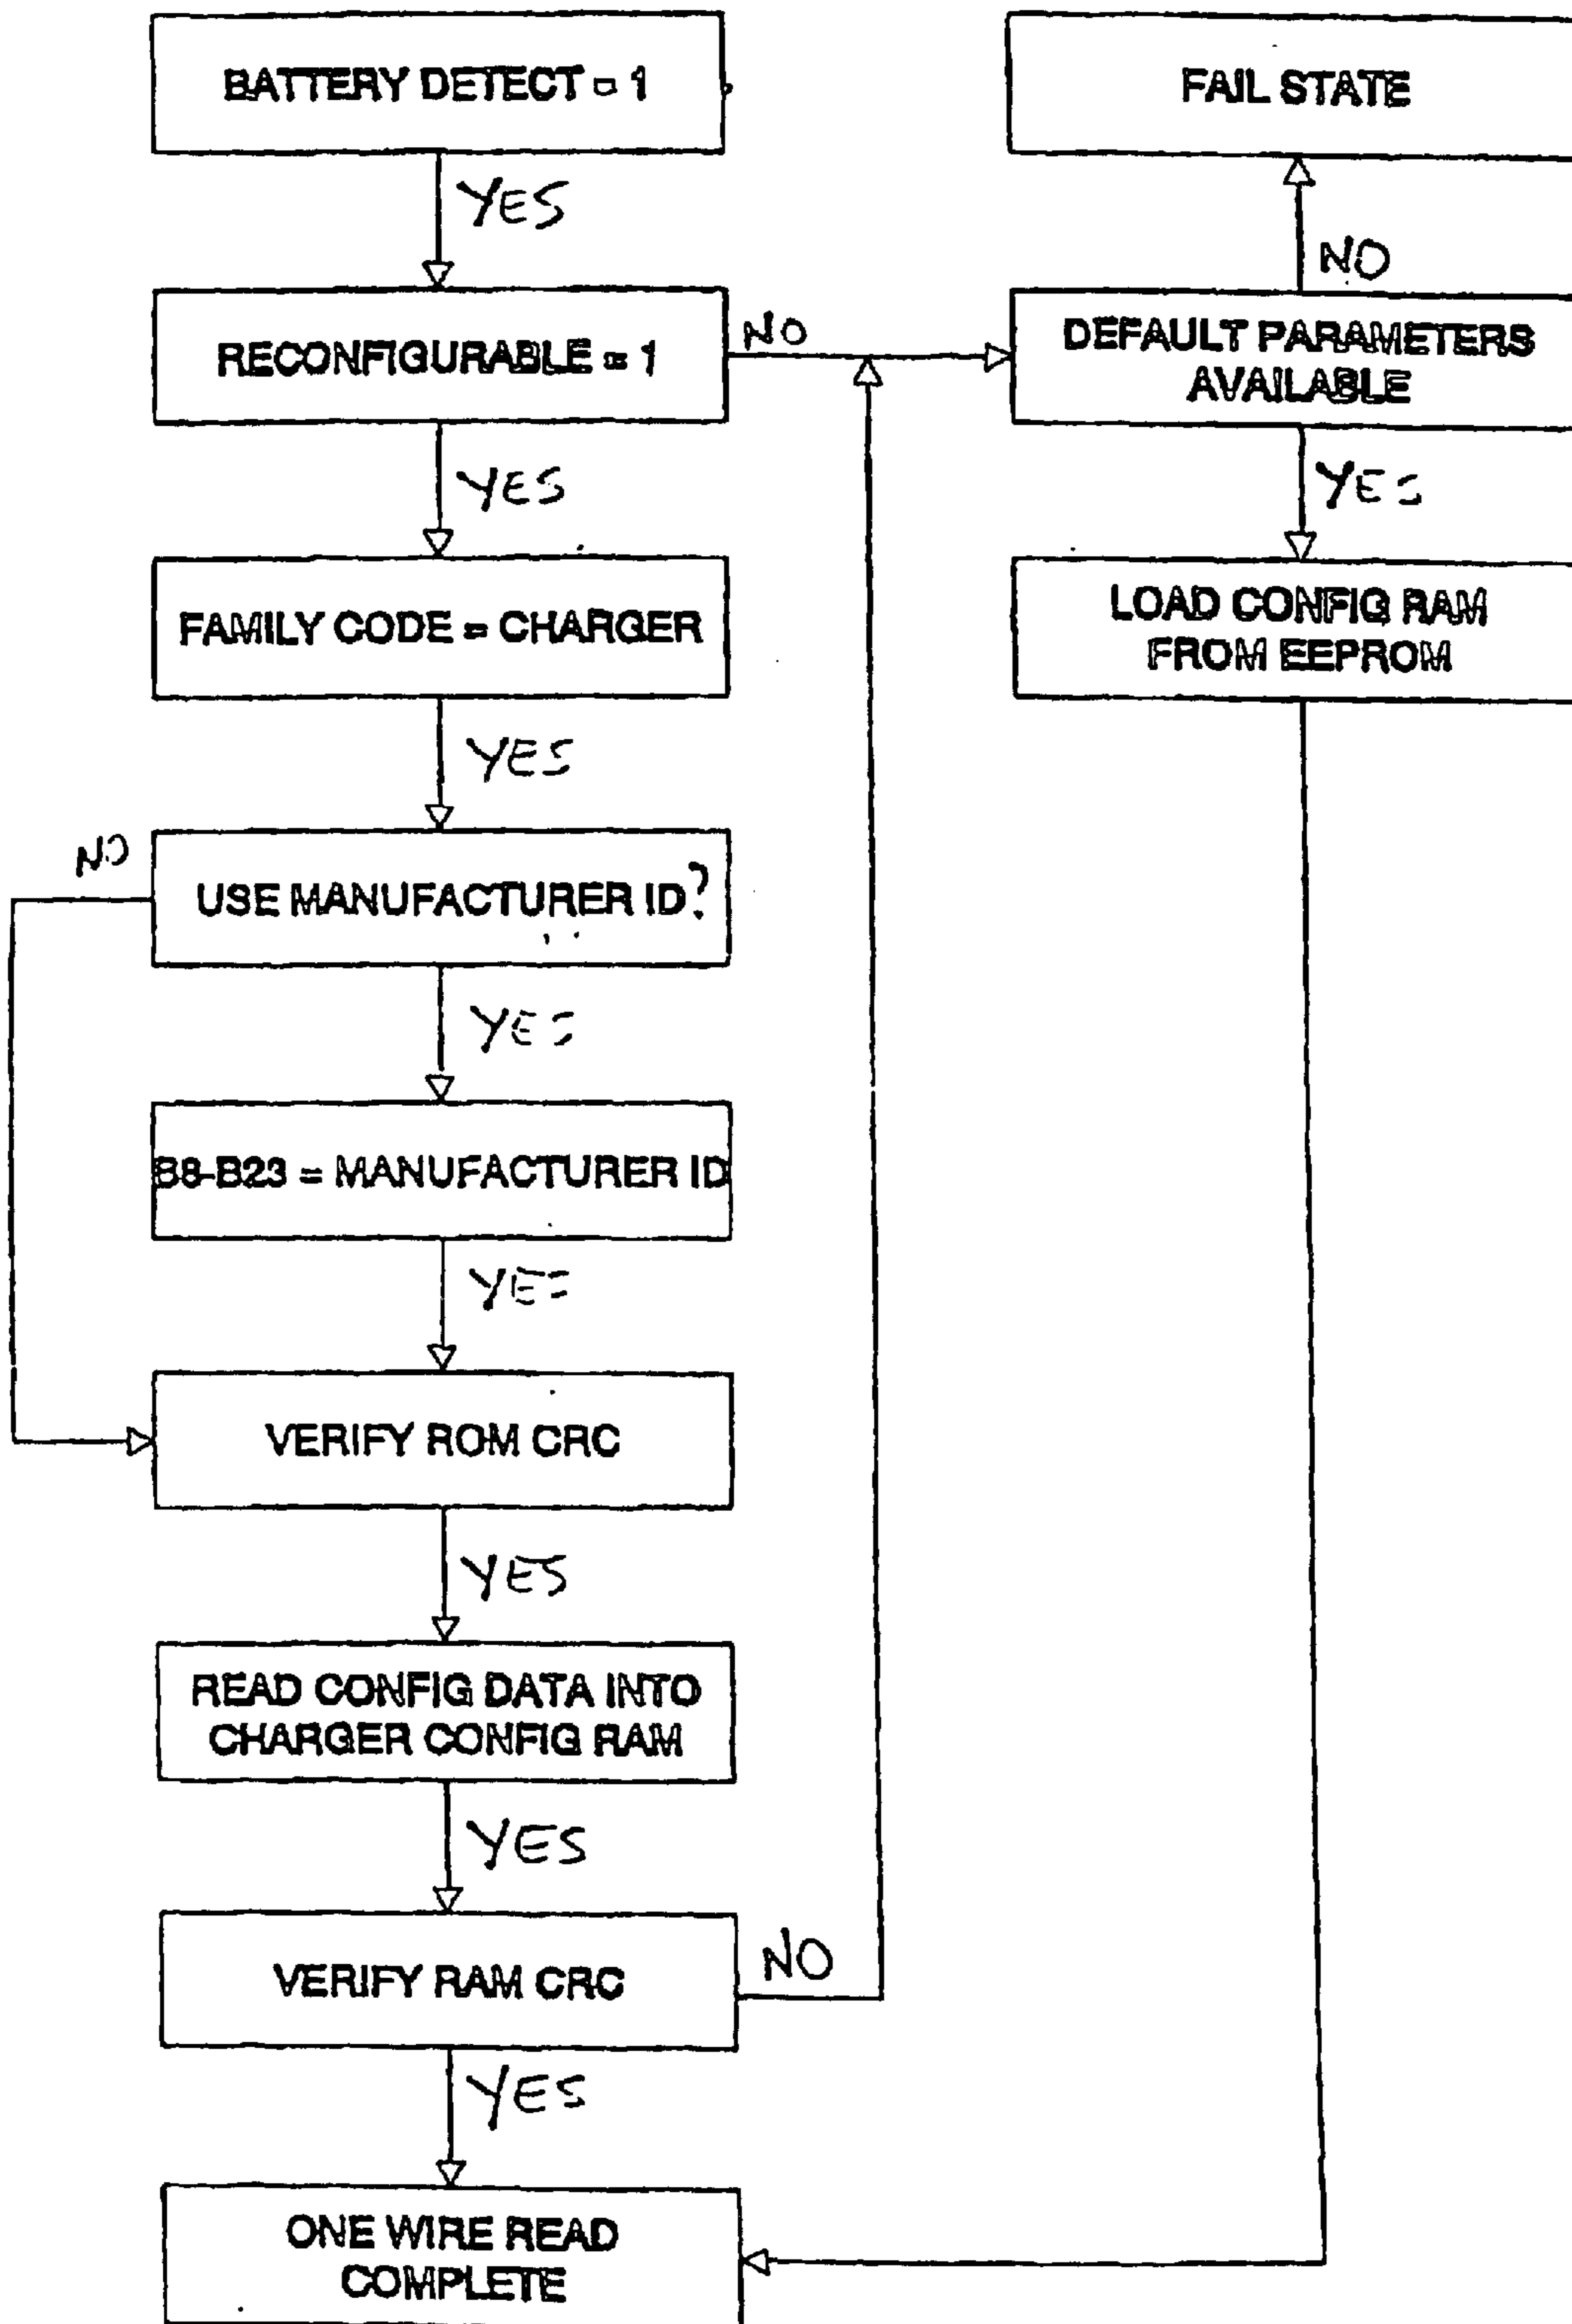 BATTERY DETECT = 1
YES
RECONFIGURABLE = 1
NO
YES
FAMILY CODE = CHARGER
YES
USE MANUFACTURER ID?
NO
YES
B8-B23 = MANUFACTURER ID
YES
VERIFY ROM CRC
YES
READ CONFIG DATA INTO
CHARGER CONFIG RAM
YES
VERIFY RAM CRC
NO
YES
ONE WIRE READ
COMPLETE
FAIL STATE
NO
DEFAULT PARAMETERS
AVAILABLE
YES
LOAD CONFIG RAM
FROM EEPROM